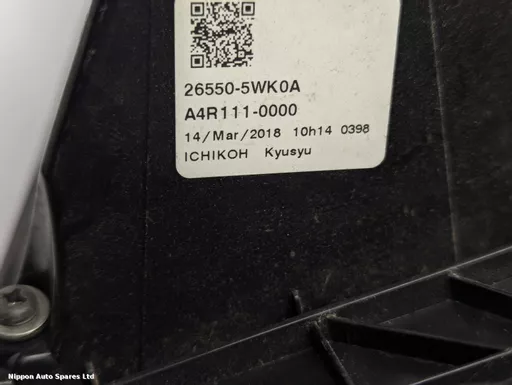 26550-5WK0A
A4R111-0000
14/Mar/2018 10h14 0398
ICHIKOH Kyusyu
Nippon Auto Spares Ltd